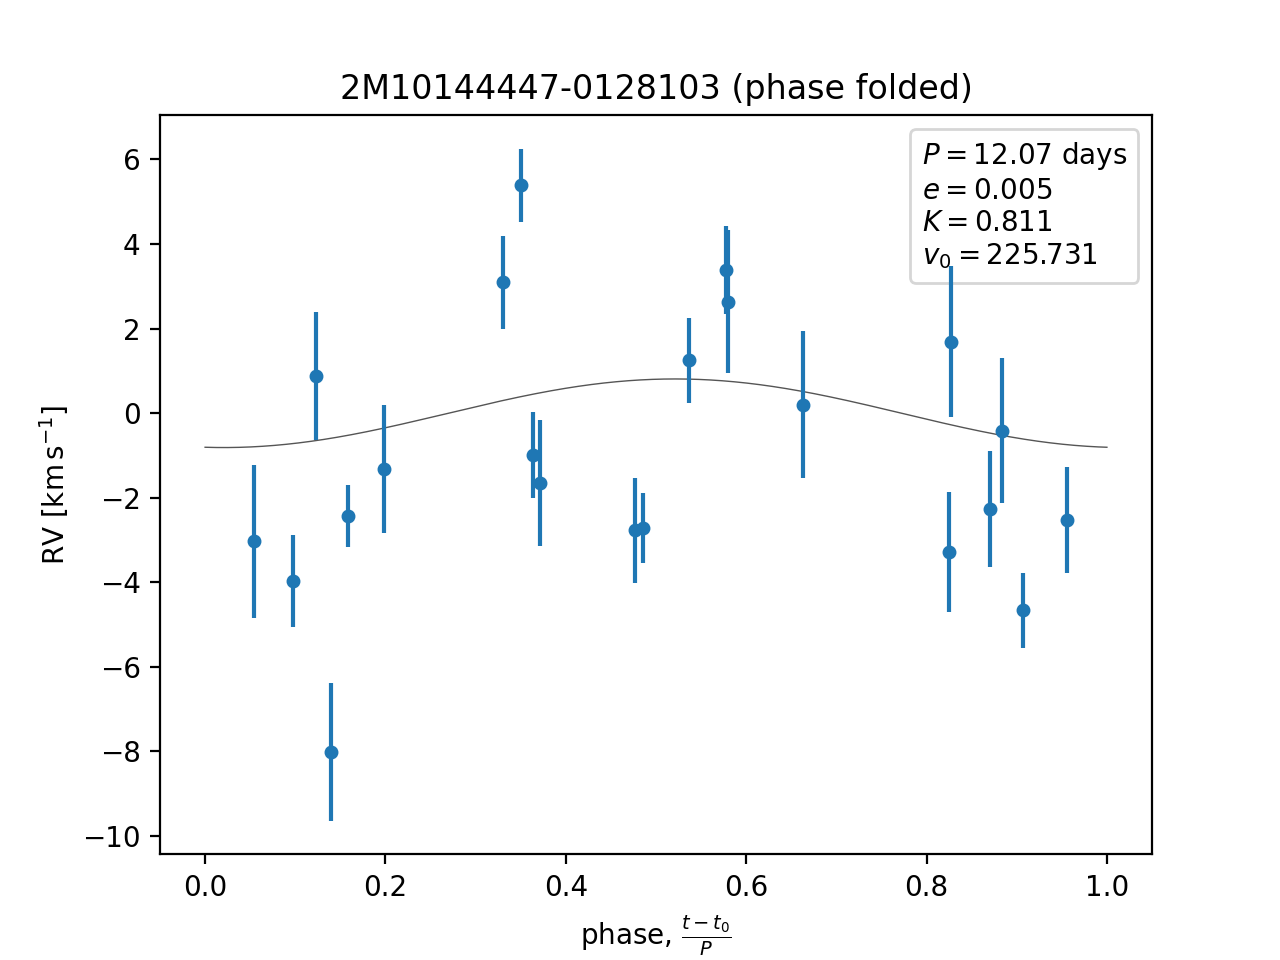 2M10144447-0128103 (phase folded)
P = 12.07 days
e = 0.005
K = 0.811
v₀ = 225.731
6
4
2
0
−2
−4
−6
−8
−10
RV [km s⁻¹]
0.0 0.2 0.4 0.6 0.8 1.0
phase, (t − t₀)/P